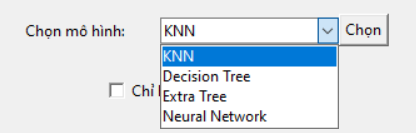 Chọn mô hình: KNN Chọn
KNN
Decision Tree
Chỉ Extra Tree
Neural Network